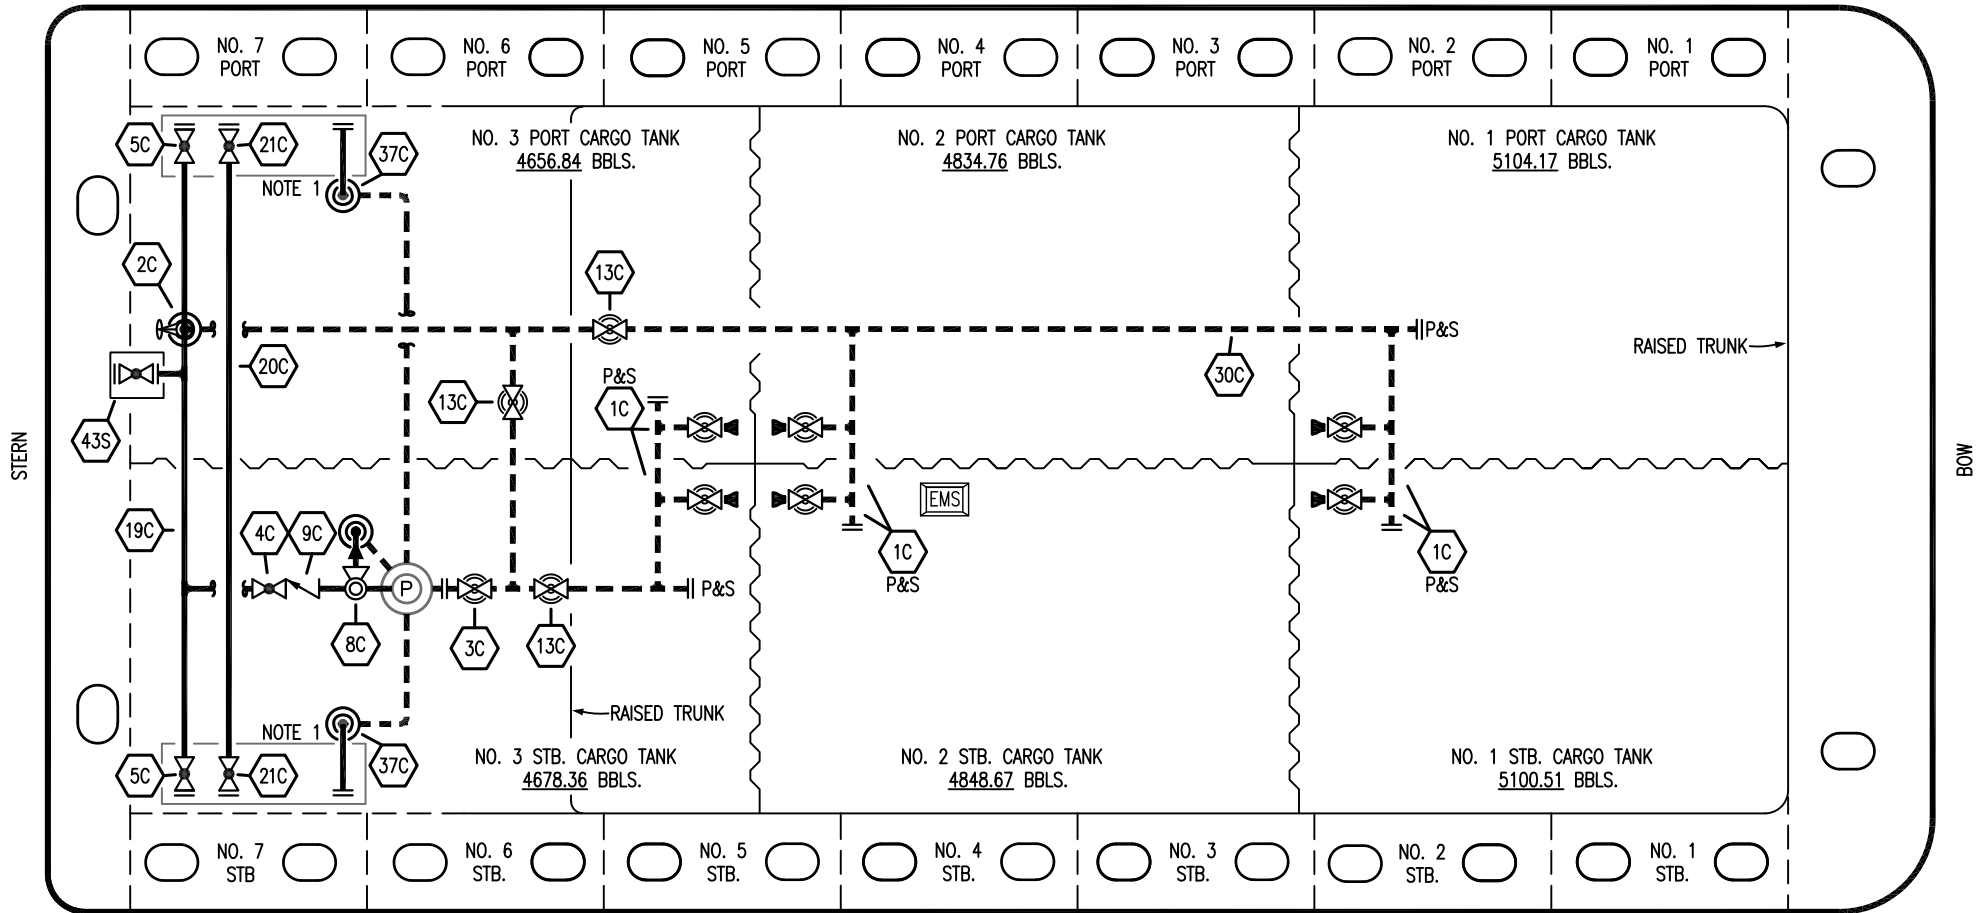 NO. 7
PORT
NO. 6
PORT
NO. 5
PORT
NO. 4
PORT
NO. 3
PORT
NO. 2
PORT
NO. 1
PORT
5C
21C
37C
NO. 3 PORT CARGO TANK
4656.84 BBLS.
NO. 2 PORT CARGO TANK
4834.76 BBLS.
NO. 1 PORT CARGO TANK
5104.17 BBLS.
NOTE 1
2C
13C
P&S
RAISED TRUNK
20C
30C
P&S
13C
1C
43S
STERN
BOW
EMS
19C
4C
9C
1C
P&S
1C
P&S
P
P&S
8C
3C
13C
RAISED TRUNK
NOTE 1
37C
5C
21C
NO. 3 STB. CARGO TANK
4678.36 BBLS.
NO. 2 STB. CARGO TANK
4848.67 BBLS.
NO. 1 STB. CARGO TANK
5100.51 BBLS.
NO. 7
STB
NO. 6
STB.
NO. 5
STB.
NO. 4
STB.
NO. 3
STB.
NO. 2
STB.
NO. 1
STB.